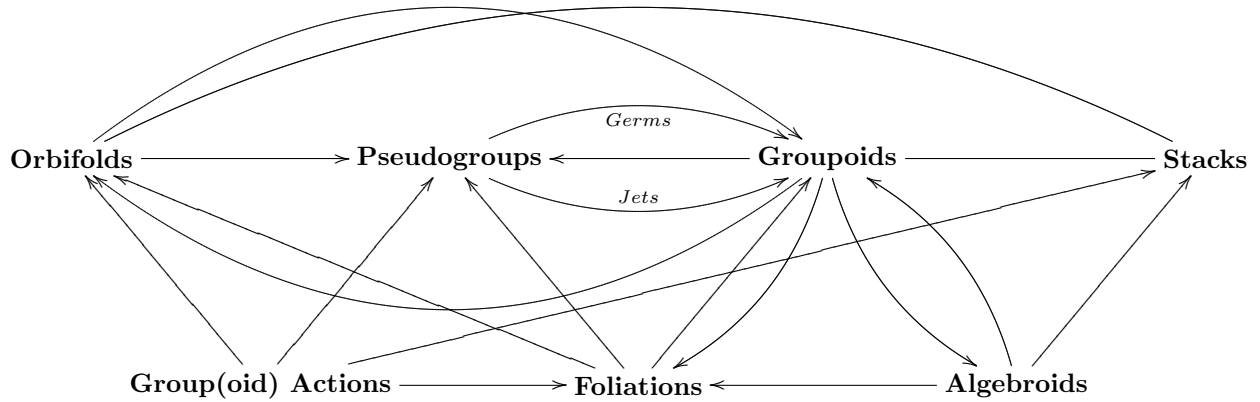 Germs
Orbifolds Pseudogroups Groupoids Stacks
Jets
Group(oid) Actions Foliations Algebroids